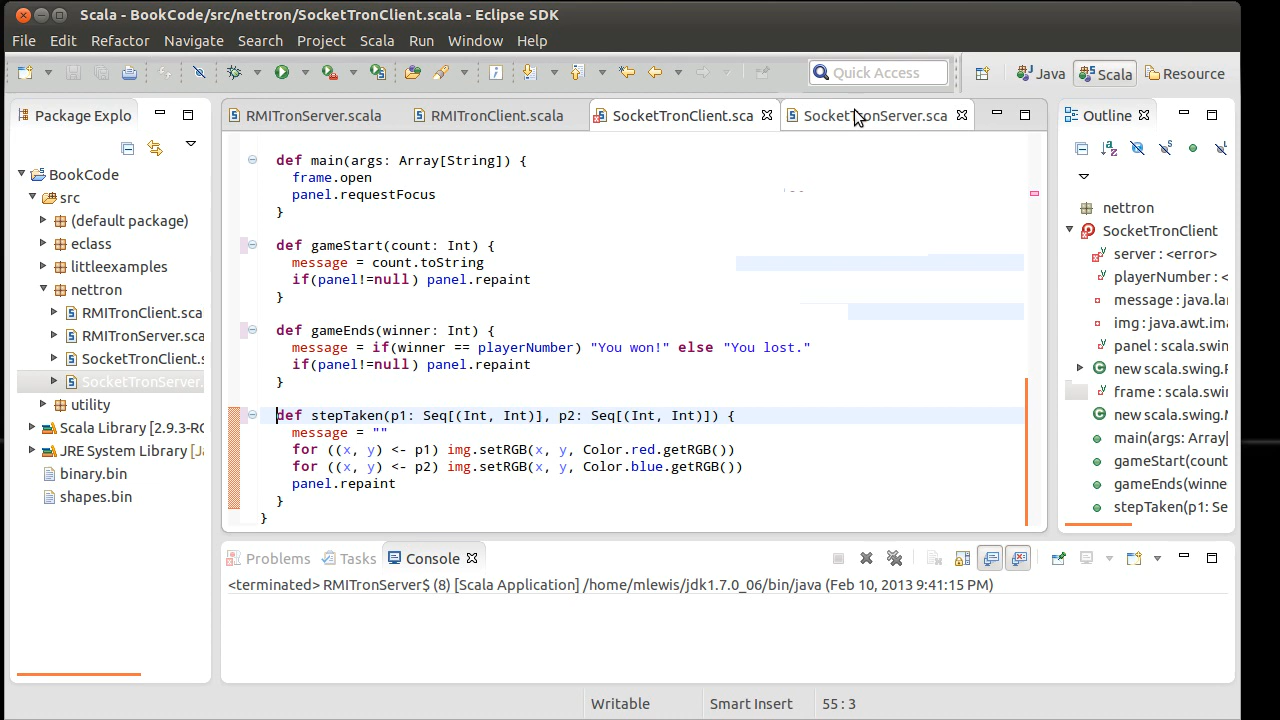 Scala - BookCode/src/nettron/SocketTronClient.scala - Eclipse SDK
File Edit Refactor Navigate Search Project Scala Run Window Help
Quick Access
Java
Scala
Resource
Package Explo
RMITronServer.scala
RMITronClient.scala
SocketTronClient.sca
SocketTronServer.sca
Outline
BookCode
src
(default package)
eclass
littleexamples
nettron
RMITronClient.sca
RMITronServer.sca
SocketTronClient.s
SocketTronServer.
utility
Scala Library [2.9.3-RC
JRE System Library [Ja
binary.bin
shapes.bin
def main(args: Array[String]) {
frame.open
panel.requestFocus
}
def gameStart(count: Int) {
message = count.toString
if(panel!=null) panel.repaint
}
def gameEnds(winner: Int) {
message = if(winner == playerNumber) "You won!" else "You lost."
if(panel!=null) panel.repaint
}
def stepTaken(p1: Seq[(Int, Int)], p2: Seq[(Int, Int)]) {
message = ""
for ((x, y) <- p1) img.setRGB(x, y, Color.red.getRGB())
for ((x, y) <- p2) img.setRGB(x, y, Color.blue.getRGB())
panel.repaint
}
}
nettron
SocketTronClient
server : <error>
playerNumber : <
message : java.lan
img : java.awt.ima
panel : scala.swin
new scala.swing.P
frame : scala.swin
new scala.swing.M
main(args: Array[
gameStart(count
gameEnds(winne
stepTaken(p1: Se
Problems
Tasks
Console
<terminated> RMITronServer$ (8) [Scala Application] /home/mlewis/jdk1.7.0_06/bin/java (Feb 10, 2013 9:41:15 PM)
Writable
Smart Insert
55 : 3